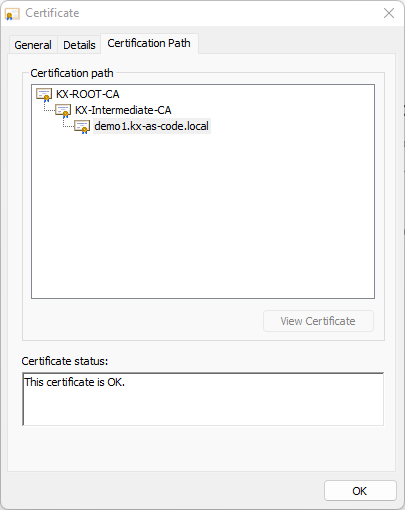 Certificate
General
Details
Certification Path
Certification path
KX-ROOT-CA
KX-Intermediate-CA
demo1.kx-as-code.local
View Certificate
Certificate status:
This certificate is OK.
OK